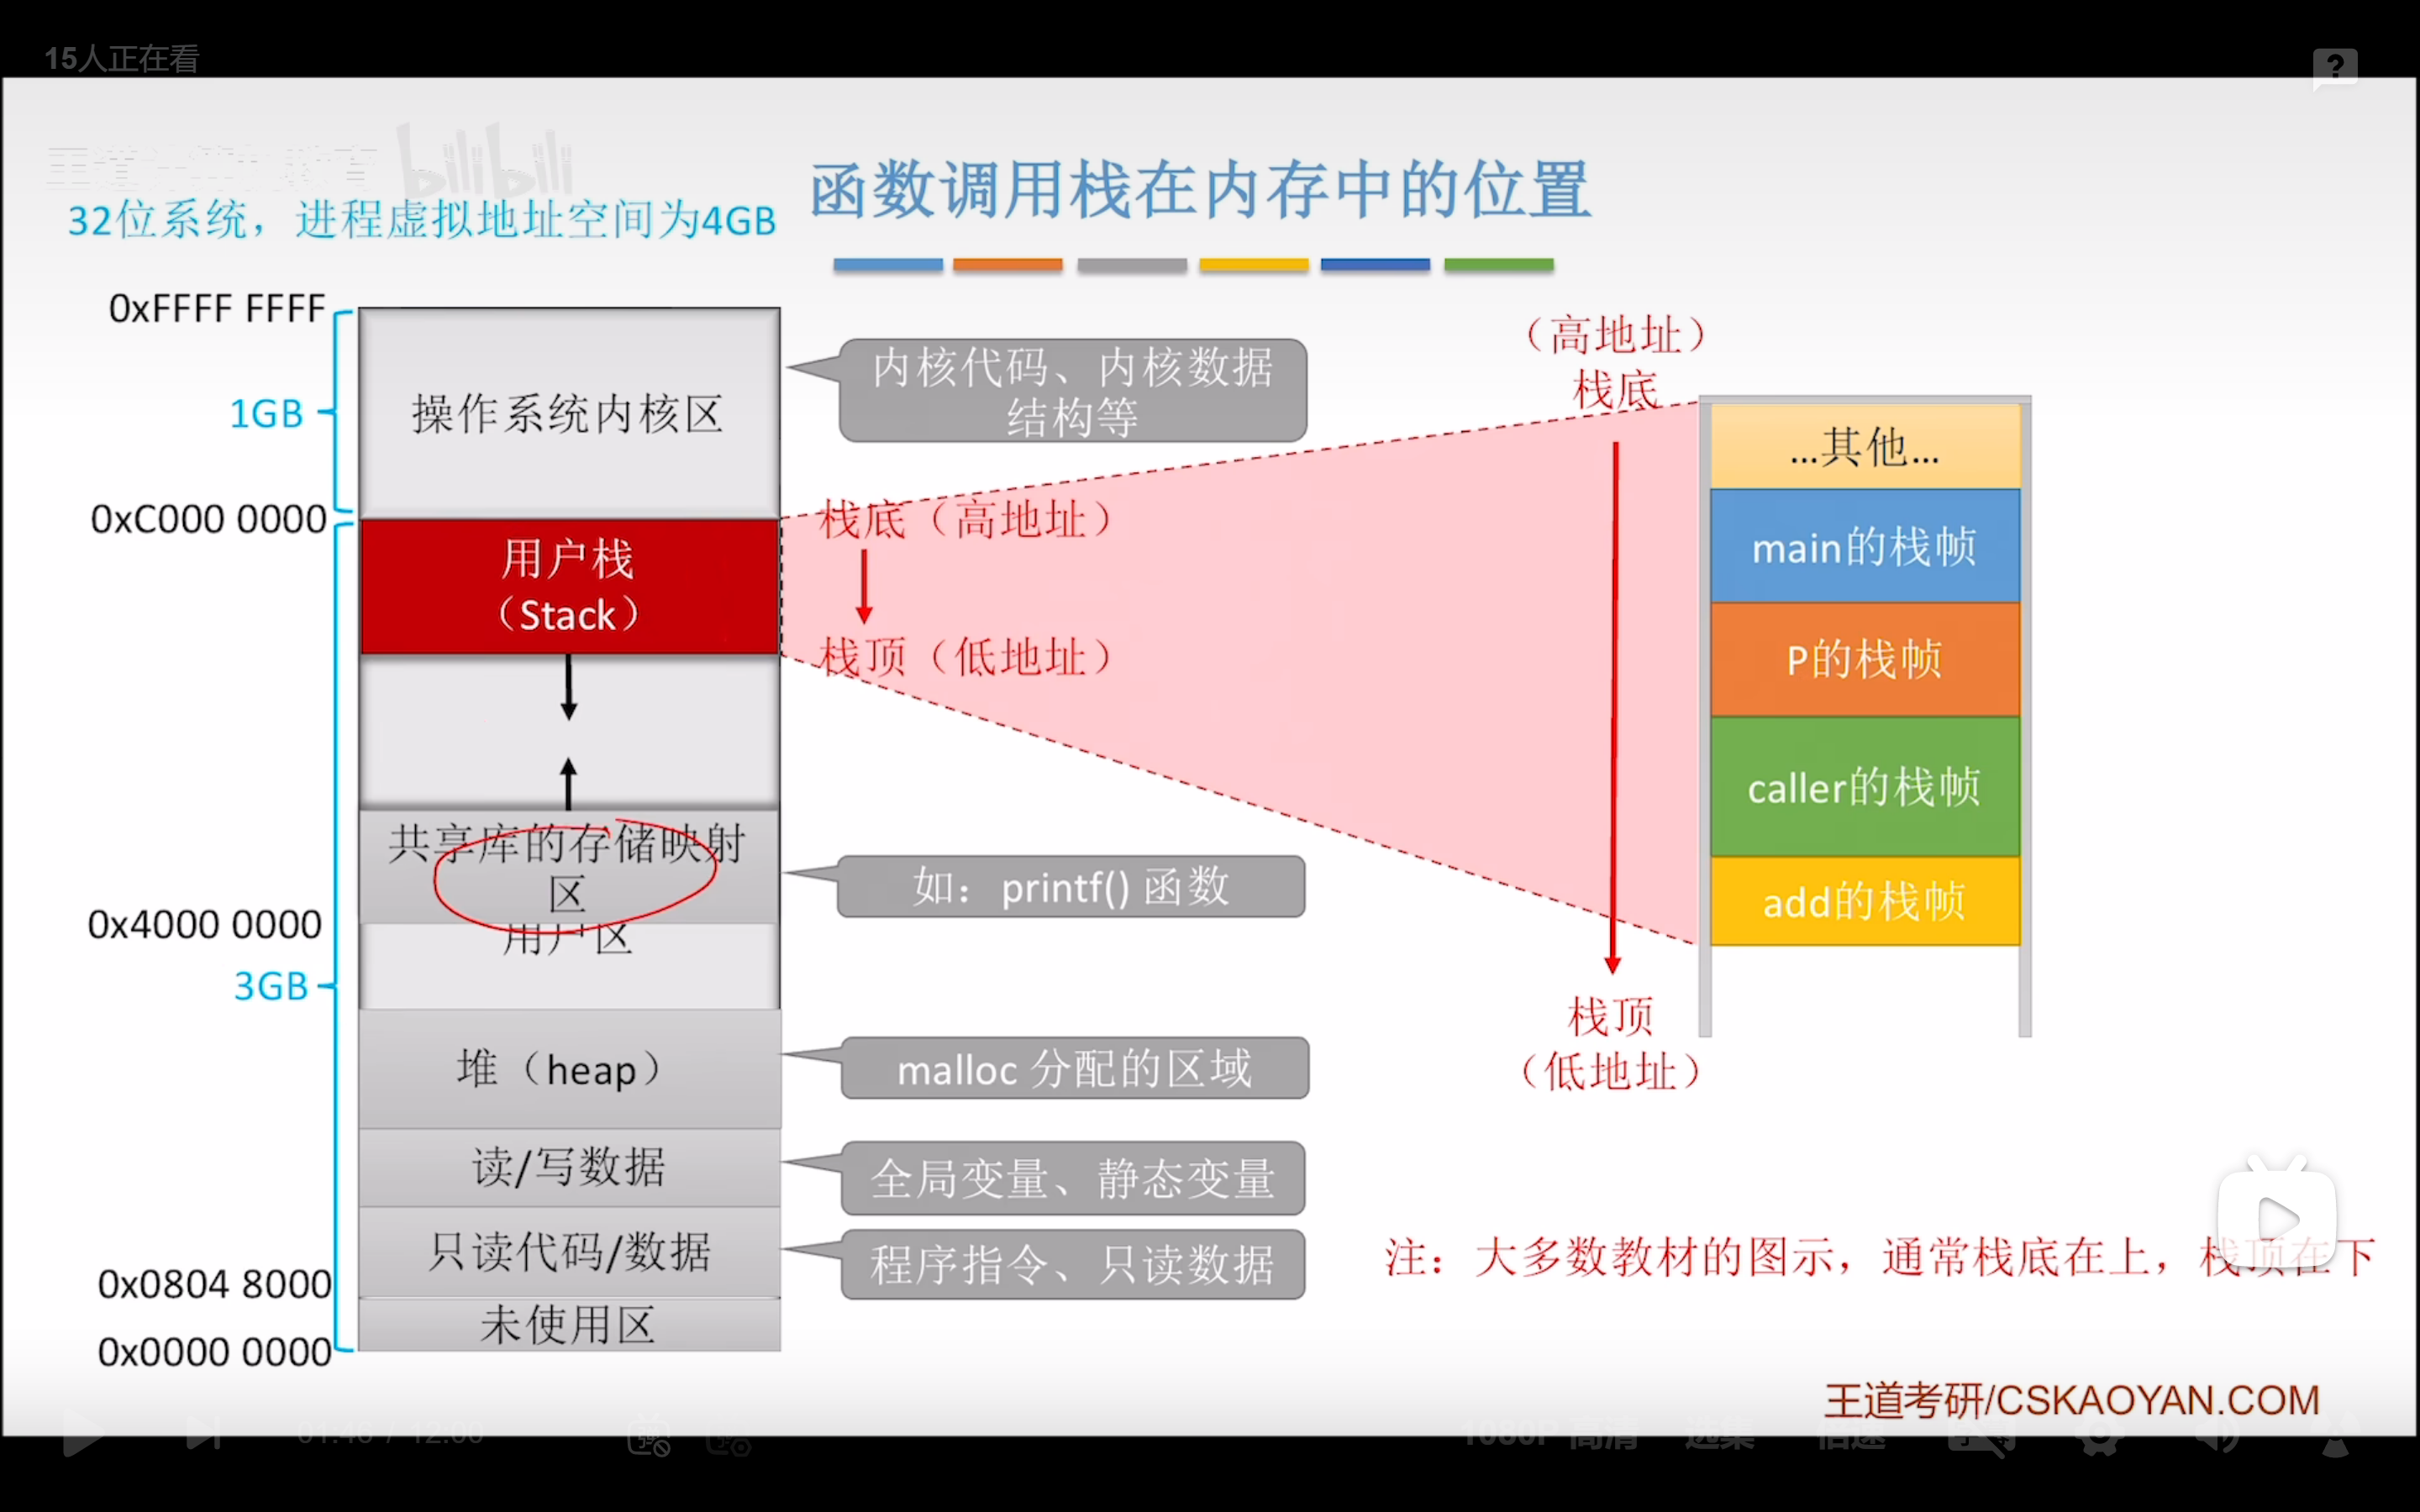 15人正在看
?
bilibili
32位系统，进程虚拟地址空间为4GB
函数调用栈在内存中的位置
0xFFFF FFFF
1GB
操作系统内核区
内核代码、内核数据
结构等
0xC000 0000
用户栈
（Stack）
栈底（高地址）
栈顶（低地址）
（高地址）
栈底
...其他...
main的栈帧
P的栈帧
caller的栈帧
add的栈帧
栈顶
（低地址）
共享库的存储映射
区
如：printf() 函数
0x4000 0000
用户区
3GB
堆（heap）
malloc 分配的区域
读/写数据
全局变量、静态变量
只读代码/数据
程序指令、只读数据
0x0804 8000
未使用区
0x0000 0000
注：大多数教材的图示，通常栈底在上，栈顶在下
王道考研/CSKAOYAN.COM
01:46 / 12:00
1080P 高清
选集
倍速